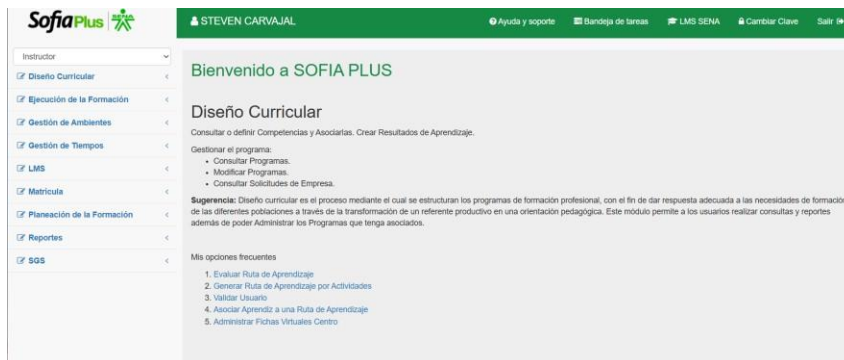 Sofia Plus
STEVEN CARVAJAL
Ayuda y soporte
Bandeja de tareas
LMS SENA
Cambiar Clave
Salir
Instructor
Diseño Curricular
Ejecución de la Formación
Gestión de Ambientes
Gestión de Tiempos
LMS
Matricula
Planeación de la Formación
Reportes
SGS
Bienvenido a SOFIA PLUS
Diseño Curricular
Consultar o definir Competencias y Asociarlas. Crear Resultados de Aprendizaje.
Gestionar el programa:
• Consultar Programas.
• Modificar Programas.
• Consultar Solicitudes de Empresa.
Sugerencia: Diseño curricular es el proceso mediante el cual se estructuran los programas de formación profesional, con el fin de dar respuesta adecuada a las necesidades de formación
de las diferentes poblaciones a través de la transformación de un referente productivo en una orientación pedagógica. Este módulo permite a los usuarios realizar consultas y reportes
además de poder Administrar los Programas que tenga asociados.
Mis opciones frecuentes
1. Evaluar Ruta de Aprendizaje
2. Generar Ruta de Aprendizaje por Actividades
3. Validar Usuario
4. Asociar Aprendiz a una Ruta de Aprendizaje
5. Administrar Fichas Virtuales Centro